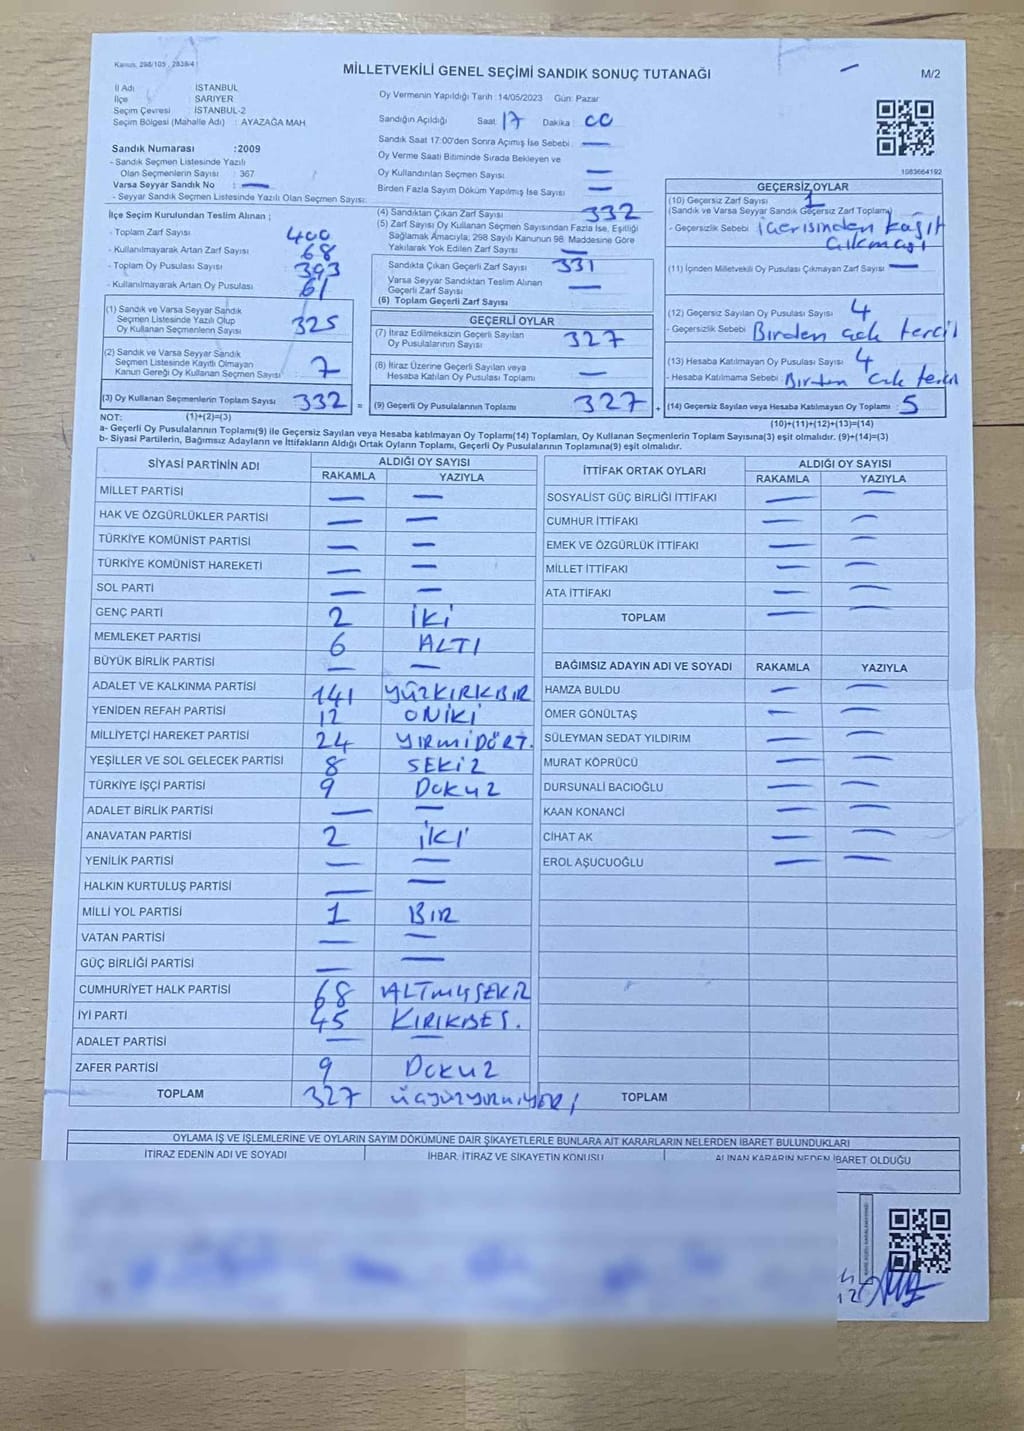 Kanus, 298/105 , 2839/4
MİLLETVEKİLİ GENEL SEÇİMİ SANDIK SONUÇ TUTANAĞI
M/2
İl Adı İSTANBUL
İlçe : SARIYER
Seçim Çevresi : İSTANBUL-2
Seçim Bölgesi (Mahalle Adı) : AYAZAĞA MAH
Oy Vermenin Yapıldığı Tarih :14/05/2023 Gün: Pazar
Sandığın Açıldığı Saat: 17 Dakika: 00
Sandık Saat 17:00'den Sonra Açımış İse Sebebi : —
Oy Verme Saati Bitiminde Sırada Bekleyen ve
Oy Kullandırılan Seçmen Sayısı : —
Birden Fazla Sayım Döküm Yapılmış İse Sayısı : —
Sandık Numarası :2009
- Sandık Seçmen Listesinde Yazılı
Olan Seçmenlerin Sayısı : 367
Varsa Seyyar Sandık No : —
- Seyyar Sandık Seçmen Listesinde Yazılı Olan Seçmen Sayısı:
1083664192
İlçe Seçim Kurulundan Teslim Alınan ;
- Toplam Zarf Sayısı : 400
- Kullanılmayarak Artan Zarf Sayısı : 68
- Toplam Oy Pusulası Sayısı : 393
- Kullanılmayarak Artan Oy Pusulası : 61
(1) Sandık ve Varsa Seyyar Sandık
Seçmen Listesinde Yazılı Olup
Oy Kullanan Seçmenlerin Sayısı : 325
(2) Sandık ve Varsa Seyyar Sandık
Seçmen Listesinde Kayıtlı Olmayan
Kanun Gereği Oy Kullanan Seçmen Sayısı : 7
(3) Oy Kullanan Seçmenlerin Toplam Sayısı : 332 =
(1)+(2)=(3)
(4) Sandıktan Çıkan Zarf Sayısı : 332
(5) Zarf Sayısı Oy Kullanan Seçmen Sayısından Fazla İse, Eşitliği
Sağlamak Amacıyla; 298 Sayılı Kanunun 98. Maddesine Göre
Yakılarak Yok Edilen Zarf Sayısı : —
Sandıkta Çıkan Geçerli Zarf Sayısı : 331
Varsa Seyyar Sandıktan Teslim Alınan
Geçerli Zarf Sayısı : —
(6) Toplam Geçerli Zarf Sayısı
GEÇERLİ OYLAR
(7) İtiraz Edilmeksizin Geçerli Sayılan
Oy Pusulalarının Sayısı : 327
(8) İtiraz Üzerine Geçerli Sayılan veya
Hesaba Katılan Oy Pusulası Toplamı : —
(9) Geçerli Oy Pusulalarının Toplamı : 327 +
GEÇERSİZ OYLAR
(10) Geçersiz Zarf Sayısı : 1
(Sandık ve Varsa Seyyar Sandık Geçersiz Zarf Toplamı)
- Geçersizlik Sebebi : içerisinden kağıt
çıkması
(11) İçinden Milletvekili Oy Pusulası Çıkmayan Zarf Sayısı : —
(12) Geçersiz Sayılan Oy Pusulası Sayısı : 4
Geçersizlik Sebebi : Birden çok tercil
(13) Hesaba Katılmayan Oy Pusulası Sayısı : 4
- Hesaba Katılmama Sebebi : Birden çok terch
(14) Geçersiz Sayılan veya Hesaba Katılmayan Oy Toplamı : 5
(10)+(11)+(12)+(13)=(14)
NOT:
a- Geçerli Oy Pusulalarının Toplamı(9) ile Geçersiz Sayılan veya Hesaba katılmayan Oy Toplamı(14) Toplamları, Oy Kullanan Seçmenlerin Toplam Sayısına(3) eşit olmalıdır. (9)+(14)=(3)
b- Siyasi Partilerin, Bağımsız Adayların ve İttifakların Aldığı Ortak Oyların Toplamı, Geçerli Oy Pusulalarının Toplamına(9) eşit olmalıdır.
SİYASİ PARTİNİN ADI ALDIĞI OY SAYISI
RAKAMLA YAZIYLA
MİLLET PARTİSİ — —
HAK VE ÖZGÜRLÜKLER PARTİSİ — —
TÜRKİYE KOMÜNİST PARTİSİ — —
TÜRKİYE KOMÜNİST HAREKETİ — —
SOL PARTİ — —
GENÇ PARTİ 2 İKİ
MEMLEKET PARTİSİ 6 ALTI
BÜYÜK BİRLİK PARTİSİ — —
ADALET VE KALKINMA PARTİSİ 141 YÜZKIRKBIR
YENİDEN REFAH PARTİSİ 12 ONİKİ
MİLLİYETÇİ HAREKET PARTİSİ 24 YIRMİDÖRT.
YEŞİLLER VE SOL GELECEK PARTİSİ 8 SEKİZ
TÜRKİYE İŞÇİ PARTİSİ 9 DOKUZ
ADALET BİRLİK PARTİSİ — —
ANAVATAN PARTİSİ 2 İKİ
YENİLİK PARTİSİ — —
HALKIN KURTULUŞ PARTİSİ — —
MİLLİ YOL PARTİSİ 1 BIR
VATAN PARTİSİ — —
GÜÇ BİRLİĞİ PARTİSİ — —
CUMHURİYET HALK PARTİSİ 68 ALTMIŞSEKİZ
İYİ PARTİ 45 KIRIKBEŞ.
ADALET PARTİSİ — —
ZAFER PARTİSİ 9 DOKUZ
TOPLAM 327
İTTİFAK ORTAK OYLARI ALDIĞI OY SAYISI
RAKAMLA YAZIYLA
SOSYALİST GÜÇ BİRLİĞİ İTTİFAKI — —
CUMHUR İTTİFAKI — —
EMEK VE ÖZGÜRLÜK İTTİFAKI — —
MİLLET İTTİFAKI — —
ATA İTTİFAKI — —
TOPLAM — —
BAĞIMSIZ ADAYIN ADI VE SOYADI RAKAMLA YAZIYLA
HAMZA BULDU — —
ÖMER GÖNÜLTAŞ — —
SÜLEYMAN SEDAT YILDIRIM — —
MURAT KÖPRÜCÜ — —
DURSUNALİ BACIOĞLU — —
KAAN KONANCİ — —
CİHAT AK — —
EROL AŞUCUOĞLU — —
TOPLAM
OYLAMA İŞ VE İŞLEMLERİNE VE OYLARIN SAYIM DÖKÜMÜNE DAİR ŞİKAYETLERLE BUNLARA AİT KARARLARIN NELERDEN İBARET BULUNDUKLARI
İTİRAZ EDENİN ADI VE SOYADI İHBAR, İTİRAZ VE ŞİKAYETİN KONUSU ALINAN KARARIN NEDEN İBARET OLDUĞU